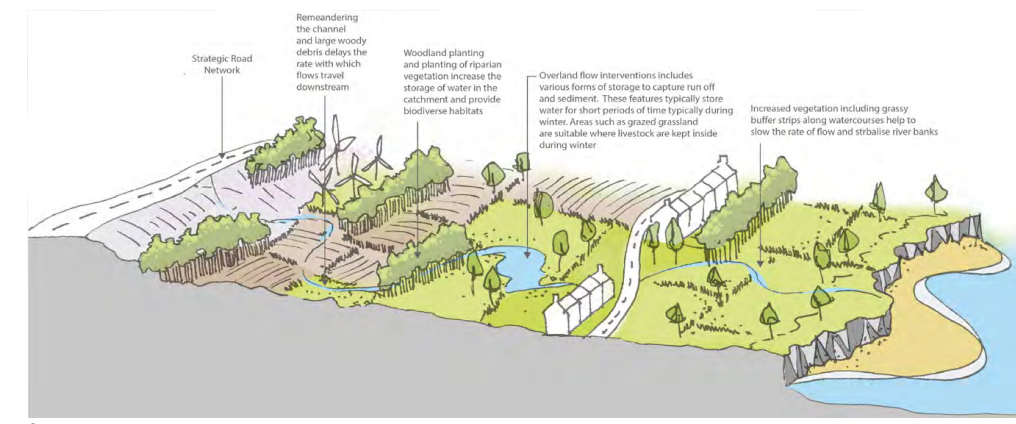 Remeandering
the channel
and large woody
debris delays the
rate with which
flows travel
downstream
Strategic Road
Network
Woodland planting
and planting of riparian
vegetation increase the
storage of water in the
catchment and provide
biodiverse habitats
Overland flow interventions includes
various forms of storage to capture run off
and sediment. These features typically store
water for short periods of time typically during
winter. Areas such as grazed grassland
are suitable where livestock are kept inside
during winter
Increased vegetation including grassy
buffer strips along watercourses help to
slow the rate of flow and strbalise river banks